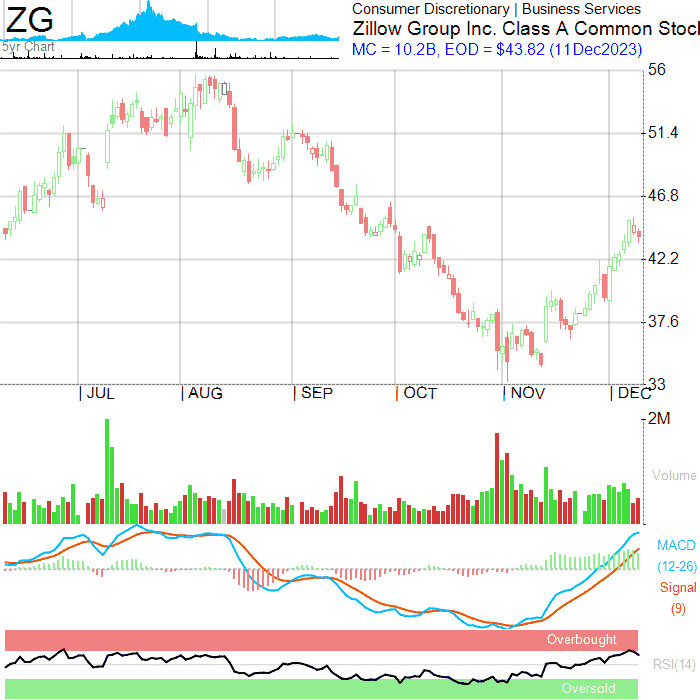 ZG
Consumer Discretionary | Business Services
Zillow Group Inc. Class A Common Stocl
MC = 10.2B, EOD = $43.82 (11Dec2023)
5yr Chart
56
51.4
46.8
42.2
37.6
33
| JUL | AUG | SEP | OCT | NOV | DEC
2M
Volume
MACD
(12-26)
Signal
(9)
Overbought
RSI(14)
Oversold